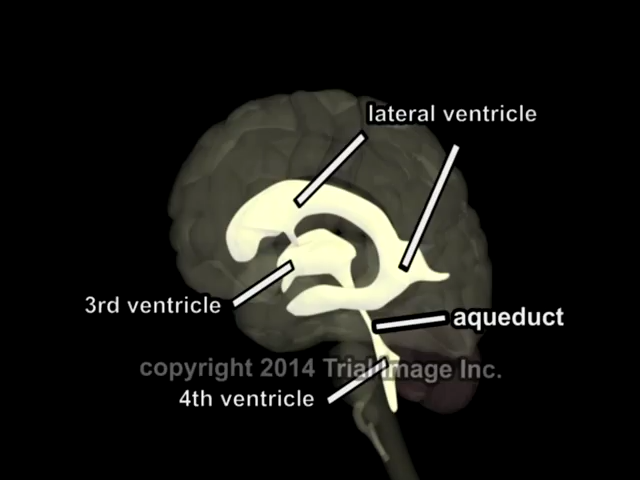 lateral ventricle
3rd ventricle
aqueduct
copyright 2014 Trial Image Inc.
4th ventricle